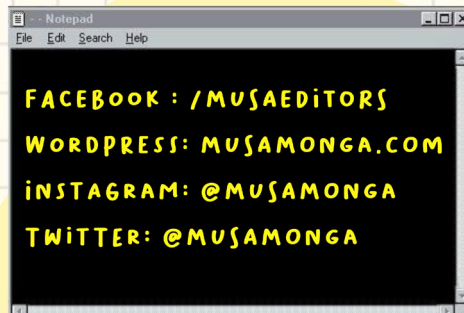 - - Notepad
File Edit Search Help
FACEBOOK : /MUSAEDITORS
WORDPRESS: MUSAMONGA.COM
INSTAGRAM: @MUSAMONGA
TWITTER: @MUSAMONGA